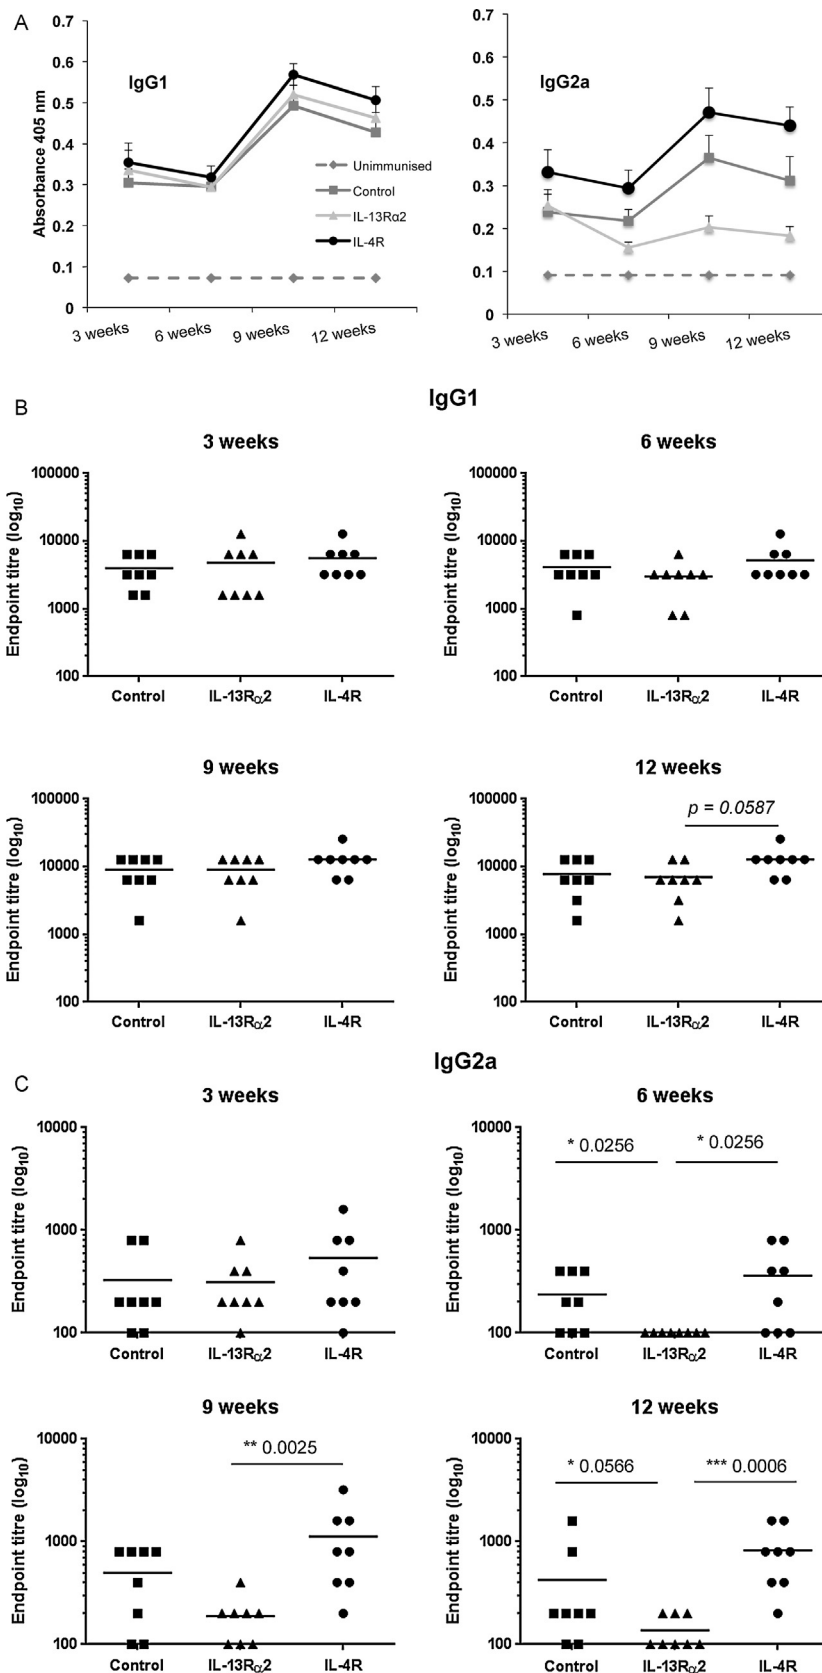 A
IgG1
Absorbance 405 nm
0.7
0.6
0.5
0.4
0.3
0.2
0.1
0
3 weeks 6 weeks 9 weeks 12 weeks
Unimmunised
Control
IL-13Rα2
IL-4R
IgG2a
0.7
0.6
0.5
0.4
0.3
0.2
0.1
0
3 weeks 6 weeks 9 weeks 12 weeks
B
IgG1
3 weeks
Endpoint titre (log10)
100000
10000
1000
100
Control IL-13Rα2 IL-4R
6 weeks
Endpoint titre (log10)
100000
10000
1000
100
Control IL-13Rα2 IL-4R
9 weeks
Endpoint titre (log10)
100000
10000
1000
100
Control IL-13Rα2 IL-4R
12 weeks
p = 0.0587
Endpoint titre (log10)
100000
10000
1000
100
Control IL-13Rα2 IL-4R
C
IgG2a
3 weeks
Endpoint titre (log10)
10000
1000
100
Control IL-13Rα2 IL-4R
6 weeks
* 0.0256 * 0.0256
Endpoint titre (log10)
10000
1000
100
Control IL-13Rα2 IL-4R
9 weeks
** 0.0025
Endpoint titre (log10)
10000
1000
100
Control IL-13Rα2 IL-4R
12 weeks
* 0.0566 *** 0.0006
Endpoint titre (log10)
10000
1000
100
Control IL-13Rα2 IL-4R